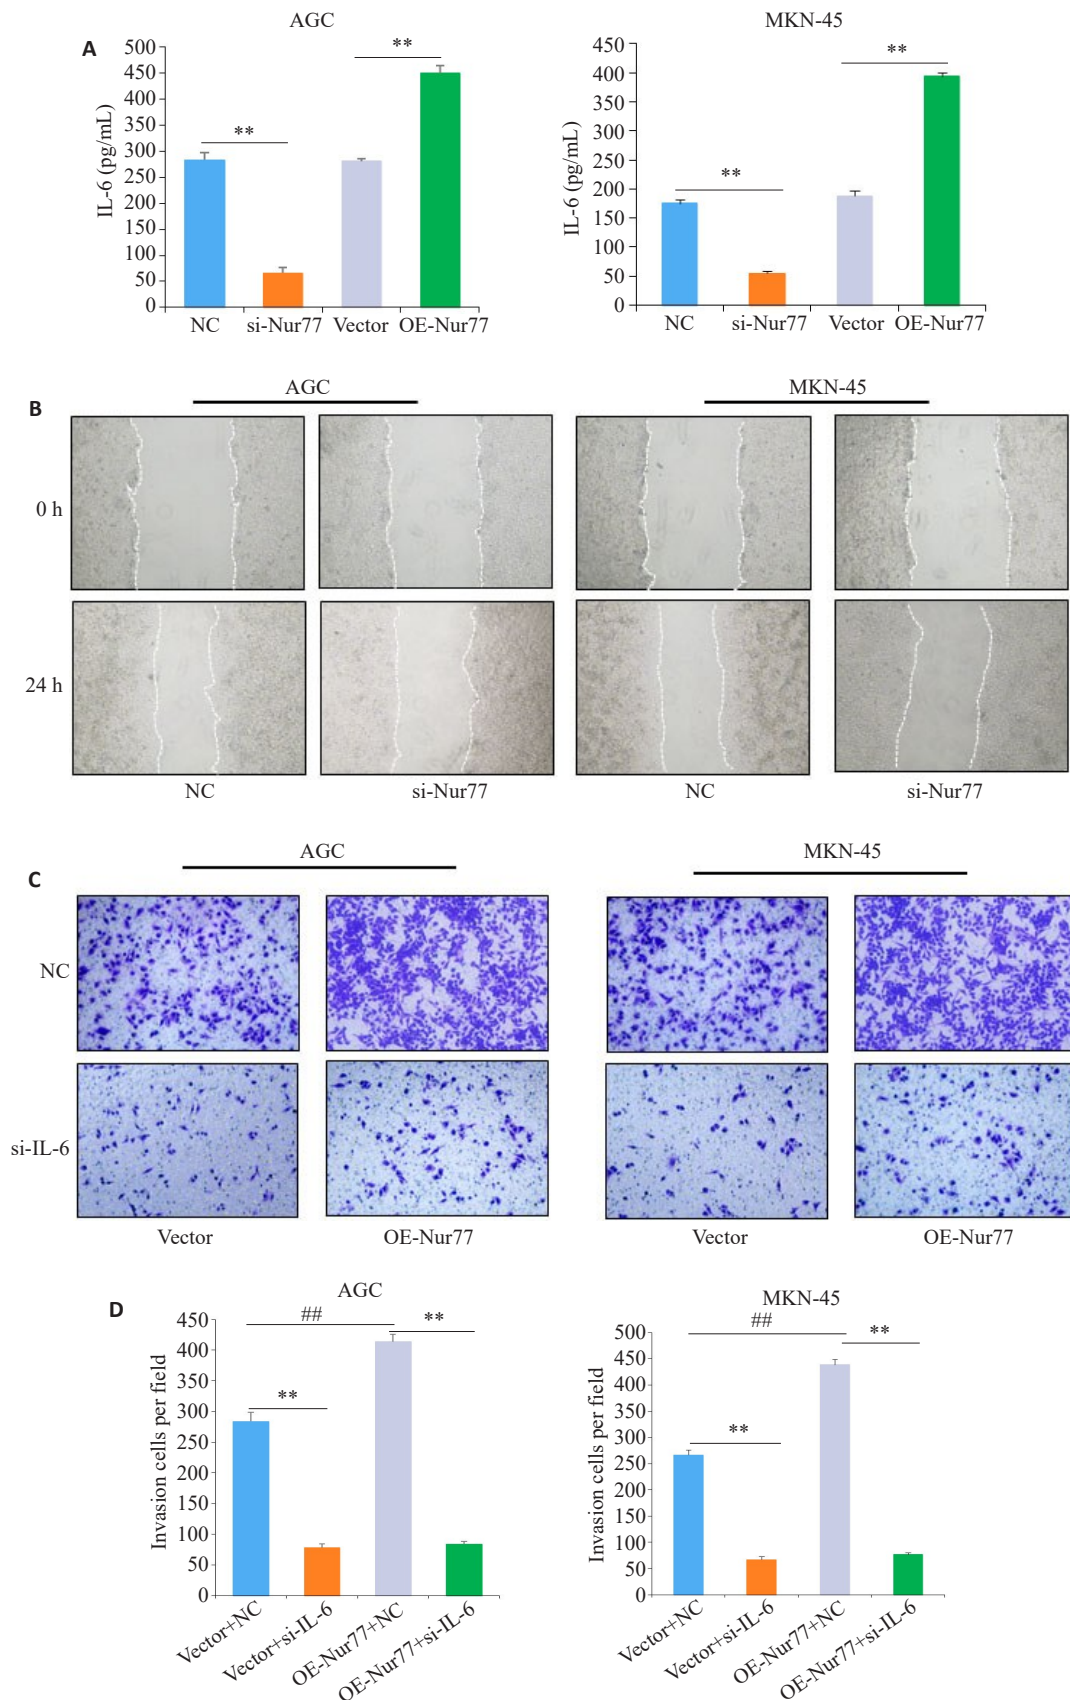 A
AGC
IL-6 (pg/mL)
500
450
400
350
300
250
200
150
100
50
0
**
**
NC
si-Nur77
Vector
OE-Nur77
MKN-45
IL-6 (pg/mL)
450
400
350
300
250
200
150
100
50
0
**
**
NC
si-Nur77
Vector
OE-Nur77
B
AGC
MKN-45
0 h
24 h
NC
si-Nur77
NC
si-Nur77
C
AGC
MKN-45
NC
si-IL-6
Vector
OE-Nur77
Vector
OE-Nur77
D
AGC
Invasion cells per field
450
400
350
300
250
200
150
100
50
0
##
**
**
Vector+NC
Vector+si-IL-6
OE-Nur77+NC
OE-Nur77+si-IL-6
MKN-45
Invasion cells per field
500
450
400
350
300
250
200
150
100
50
0
##
**
**
Vector+NC
Vector+si-IL-6
OE-Nur77+NC
OE-Nur77+si-IL-6